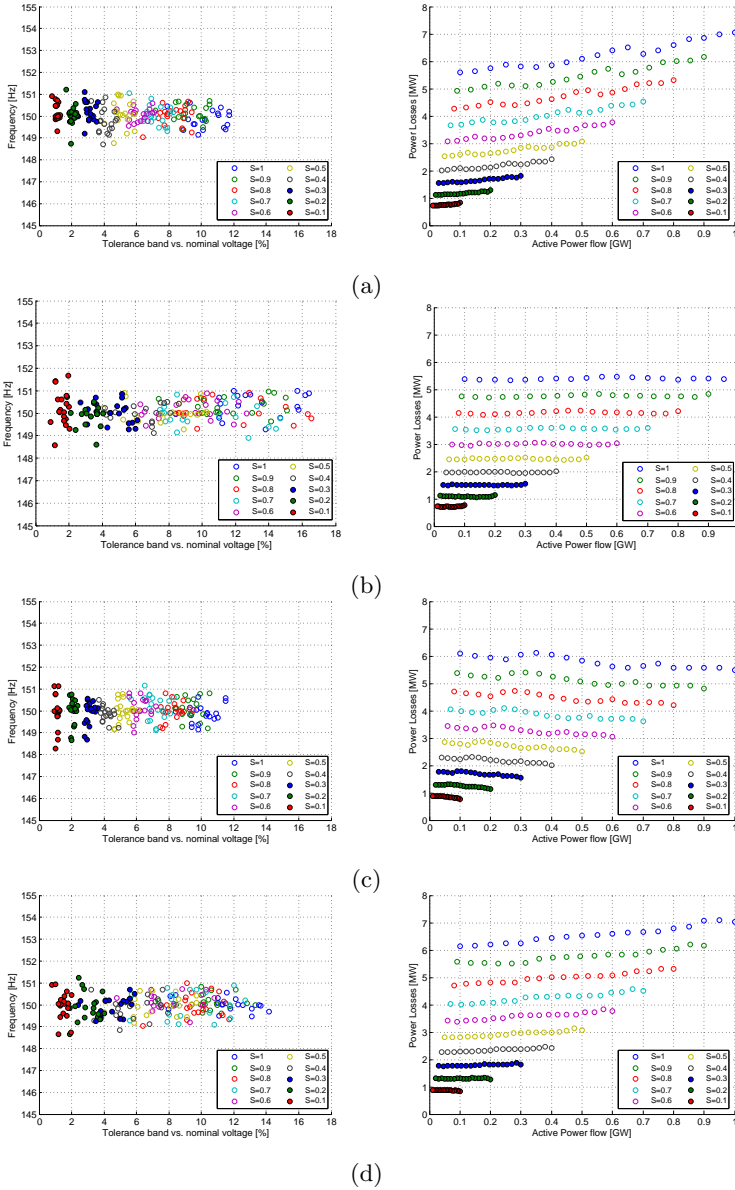 155
154
153
152
151
150
149
148
147
146
145
Frequency [Hz]
0 2 4 6 8 10 12 14 16 18
Tolerance band vs. nominal voltage [%]
S=1
S=0.9
S=0.8
S=0.7
S=0.6
S=0.5
S=0.4
S=0.3
S=0.2
S=0.1
8
7
6
5
4
3
2
1
0
Power Losses [MW]
0 0.1 0.2 0.3 0.4 0.5 0.6 0.7 0.8 0.9 1
Active Power flow [GW]
S=1
S=0.9
S=0.8
S=0.7
S=0.6
S=0.5
S=0.4
S=0.3
S=0.2
S=0.1
(a)
155
154
153
152
151
150
149
148
147
146
145
Frequency [Hz]
0 2 4 6 8 10 12 14 16 18
Tolerance band vs. nominal voltage [%]
S=1
S=0.9
S=0.8
S=0.7
S=0.6
S=0.5
S=0.4
S=0.3
S=0.2
S=0.1
8
7
6
5
4
3
2
1
0
Power Losses [MW]
0 0.1 0.2 0.3 0.4 0.5 0.6 0.7 0.8 0.9 1
Active Power flow [GW]
S=1
S=0.9
S=0.8
S=0.7
S=0.6
S=0.5
S=0.4
S=0.3
S=0.2
S=0.1
(b)
155
154
153
152
151
150
149
148
147
146
145
Frequency [Hz]
0 2 4 6 8 10 12 14 16 18
Tolerance band vs. nominal voltage [%]
S=1
S=0.9
S=0.8
S=0.7
S=0.6
S=0.5
S=0.4
S=0.3
S=0.2
S=0.1
8
7
6
5
4
3
2
1
0
Power Losses [MW]
0 0.1 0.2 0.3 0.4 0.5 0.6 0.7 0.8 0.9 1
Active Power flow [GW]
S=1
S=0.9
S=0.8
S=0.7
S=0.6
S=0.5
S=0.4
S=0.3
S=0.2
S=0.1
(c)
155
154
153
152
151
150
149
148
147
146
145
Frequency [Hz]
0 2 4 6 8 10 12 14 16 18
Tolerance band vs. nominal voltage [%]
S=1
S=0.9
S=0.8
S=0.7
S=0.6
S=0.5
S=0.4
S=0.3
S=0.2
S=0.1
8
7
6
5
4
3
2
1
0
Power Losses [MW]
0 0.1 0.2 0.3 0.4 0.5 0.6 0.7 0.8 0.9 1
Active Power flow [GW]
S=1
S=0.9
S=0.8
S=0.7
S=0.6
S=0.5
S=0.4
S=0.3
S=0.2
S=0.1
(d)